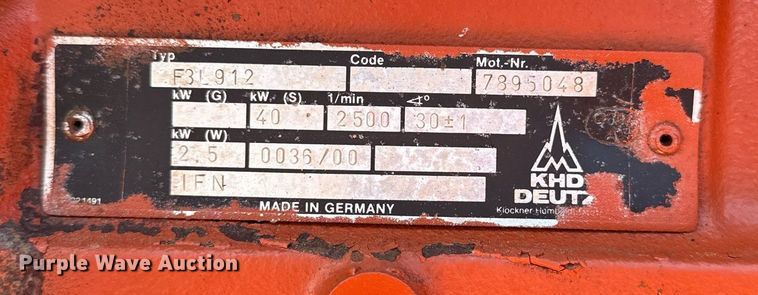 Typ Code Mot.-Nr.
F3L912 7895048
kW (G) kW (S) 1/min ∢°
40 2500 30±1
kW (W)
2.5 0036/00
IFN
KHD
DEUTZ
Klöckner
MADE IN GERMANY
Purple Wave Auction